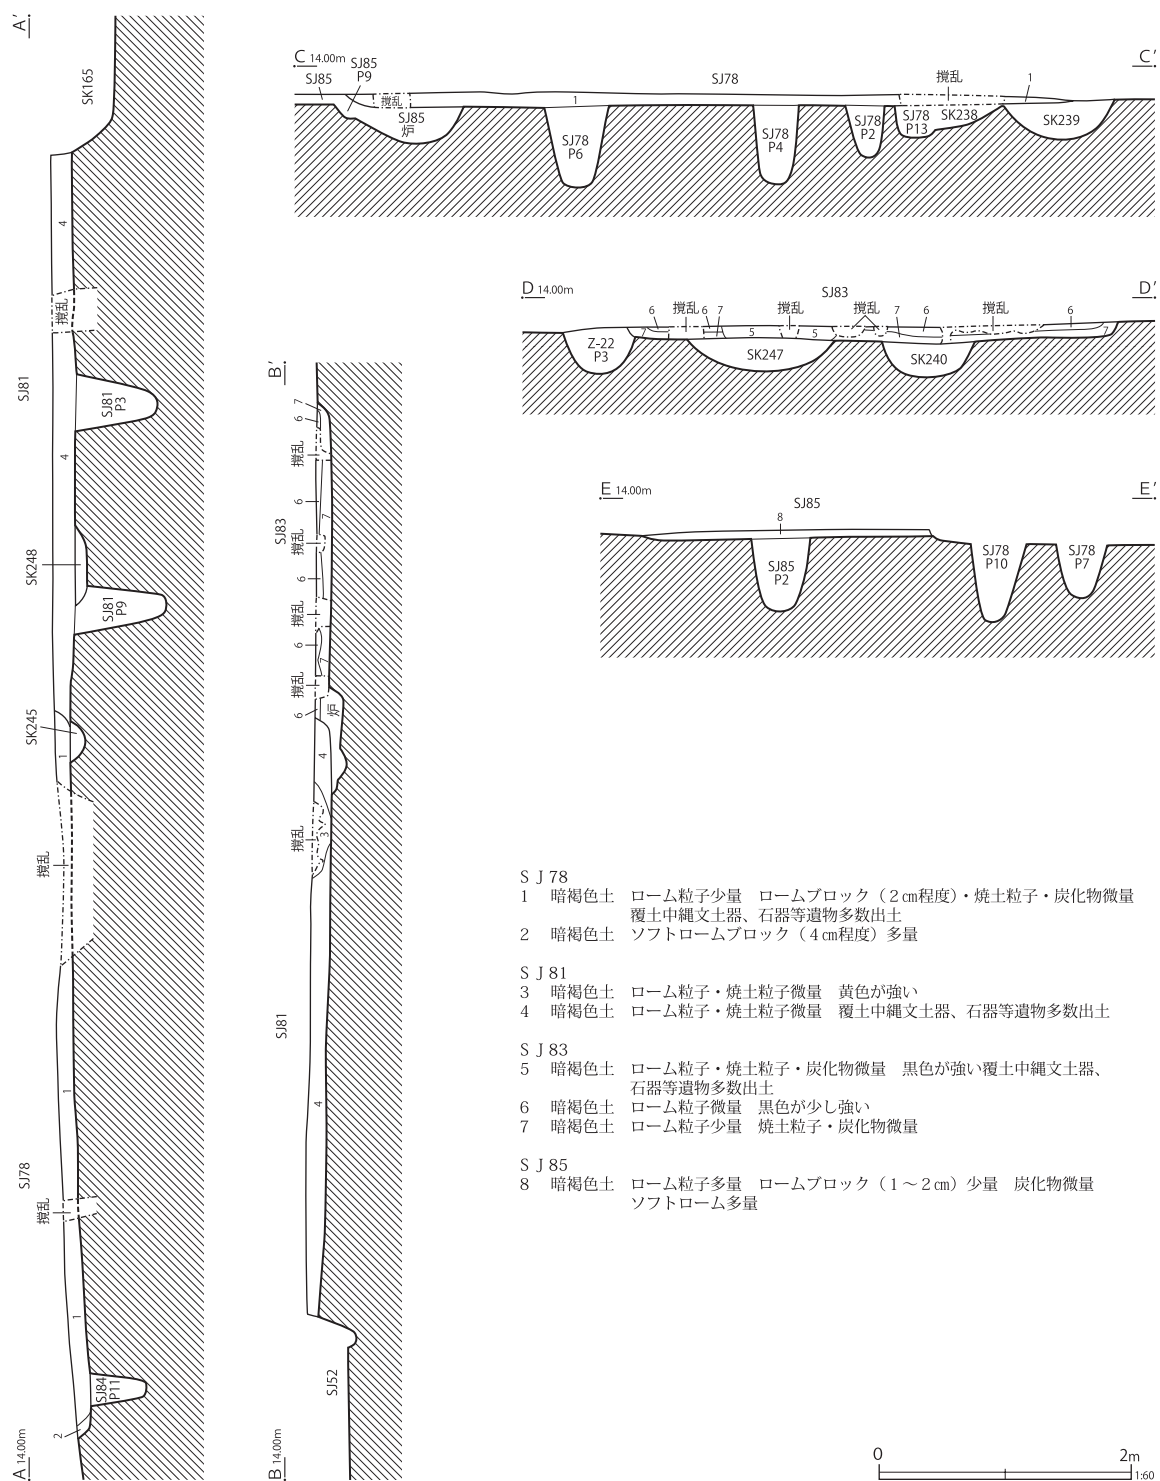 A'
SK165
4
撹乱
SJ81
SJ81
P3
4
SK248
SJ81
P9
SK245
1
撹乱
1
SJ78
撹乱
1
SJ84
P11
2
A 14.00m
B'
7
6
撹乱
6
7
SJ83
撹乱
6
撹乱
6
7
撹乱
6
炉
4
撹乱
3
SJ81
4
SJ52
B 14.00m
C 14.00m
C'
SJ85
SJ85
P9
撹乱
SJ85
炉
1
SJ78
P6
SJ78
SJ78
P4
SJ78
P2
撹乱
SJ78
P13
SK238
1
SK239
D 14.00m
D'
SJ83
6 撹乱 6 7 撹乱 撹乱 7 6 撹乱 6
7 5 5 7
Z-22
P3
SK247
SK240
E 14.00m
E'
SJ85
8
SJ85
P2
SJ78
P10
SJ78
P7
ＳＪ78
1 暗褐色土 ローム粒子少量 ロームブロック（２㎝程度）・焼土粒子・炭化物微量
覆土中縄文土器、石器等遺物多数出土
2 暗褐色土 ソフトロームブロック（４㎝程度）多量
ＳＪ81
3 暗褐色土 ローム粒子・焼土粒子微量 黄色が強い
4 暗褐色土 ローム粒子・焼土粒子微量 覆土中縄文土器、石器等遺物多数出土
ＳＪ83
5 暗褐色土 ローム粒子・焼土粒子・炭化物微量 黒色が強い覆土中縄文土器、
石器等遺物多数出土
6 暗褐色土 ローム粒子微量 黒色が少し強い
7 暗褐色土 ローム粒子少量 焼土粒子・炭化物微量
ＳＪ85
8 暗褐色土 ローム粒子多量 ロームブロック（１～２㎝）少量 炭化物微量
ソフトローム多量
0 2m
1:60